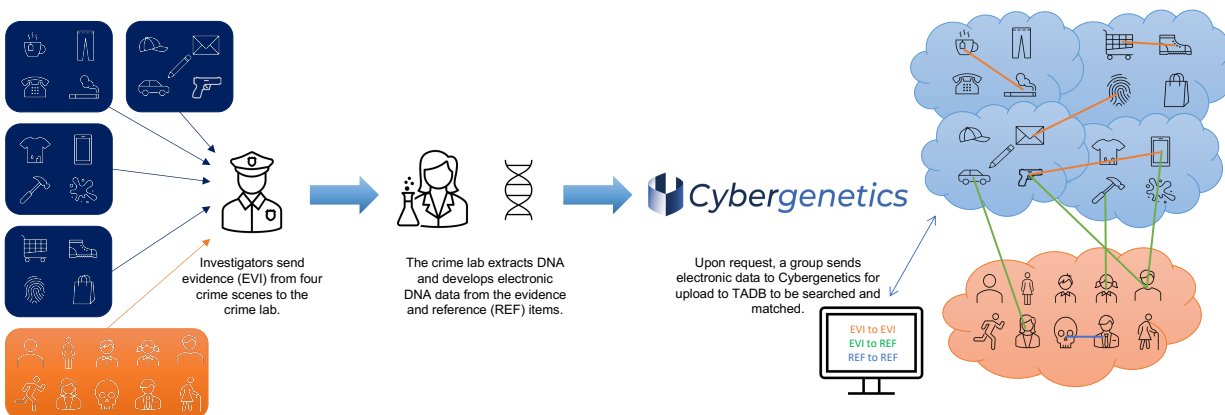 Investigators send
evidence (EVI) from four
crime scenes to the
crime lab.
The crime lab extracts DNA
and develops electronic
DNA data from the evidence
and reference (REF) items.
Cybergenetics
Upon request, a group sends
electronic data to Cybergenetics for
upload to TADB to be searched and
matched.
EVI to EVI
EVI to REF
REF to REF